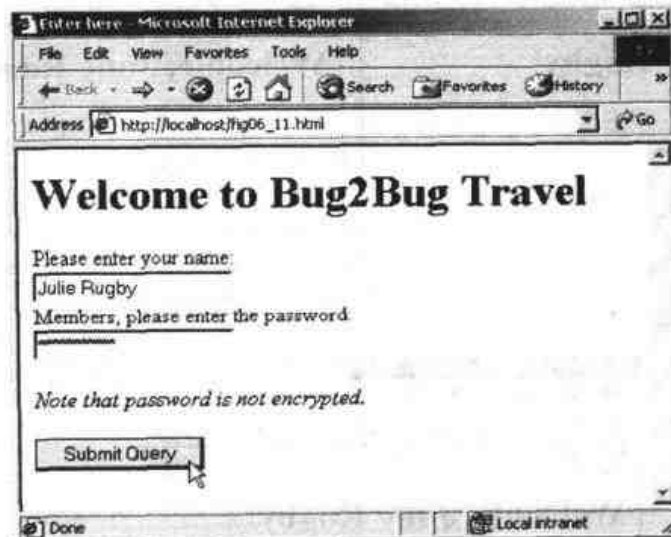 Enter here - Microsoft Internet Explorer
File Edit View Favorites Tools Help
Back Search Favorites History »
Address http://localhost/fig06_11.html Go
Welcome to Bug2Bug Travel
Please enter your name:
Julie Rugby
Members, please enter the password
Note that password is not encrypted.
Submit Query
Done Local intranet